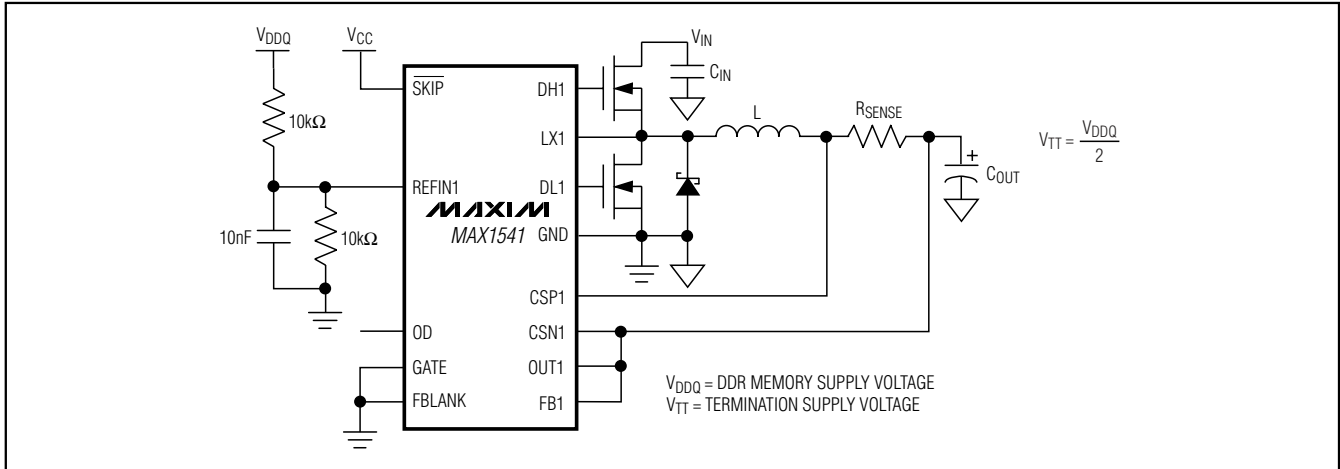 VDDQ
VCC
VIN
SKIP
DH1
CIN
10kΩ
L
RSENSE
LX1
VTT = VDDQ
2
+
COUT
REFIN1
DL1
MAXIM
MAX1541
GND
10nF
10kΩ
CSP1
OD
CSN1
GATE
OUT1
FBLANK
FB1
VDDQ = DDR MEMORY SUPPLY VOLTAGE
VTT = TERMINATION SUPPLY VOLTAGE